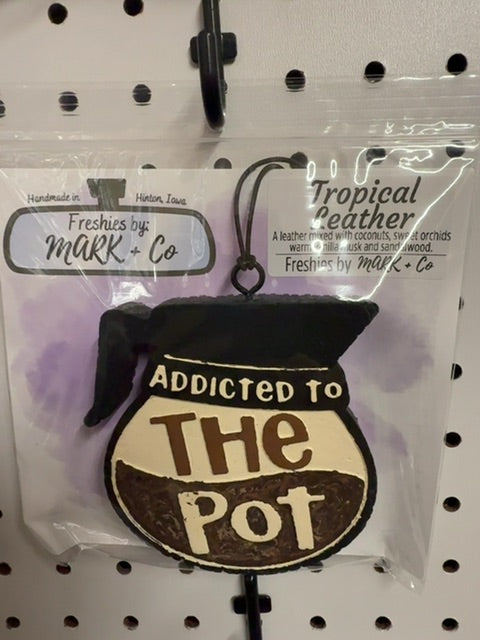 Handmade in Hinton, Iowa
Freshies by:
MARK + Co
Tropical
Leather
A leather mixed with coconuts, sweet orchids
warm vanilla musk and sandalwood.
Freshies by MARK + Co
ADDICTED TO
THe
Pot